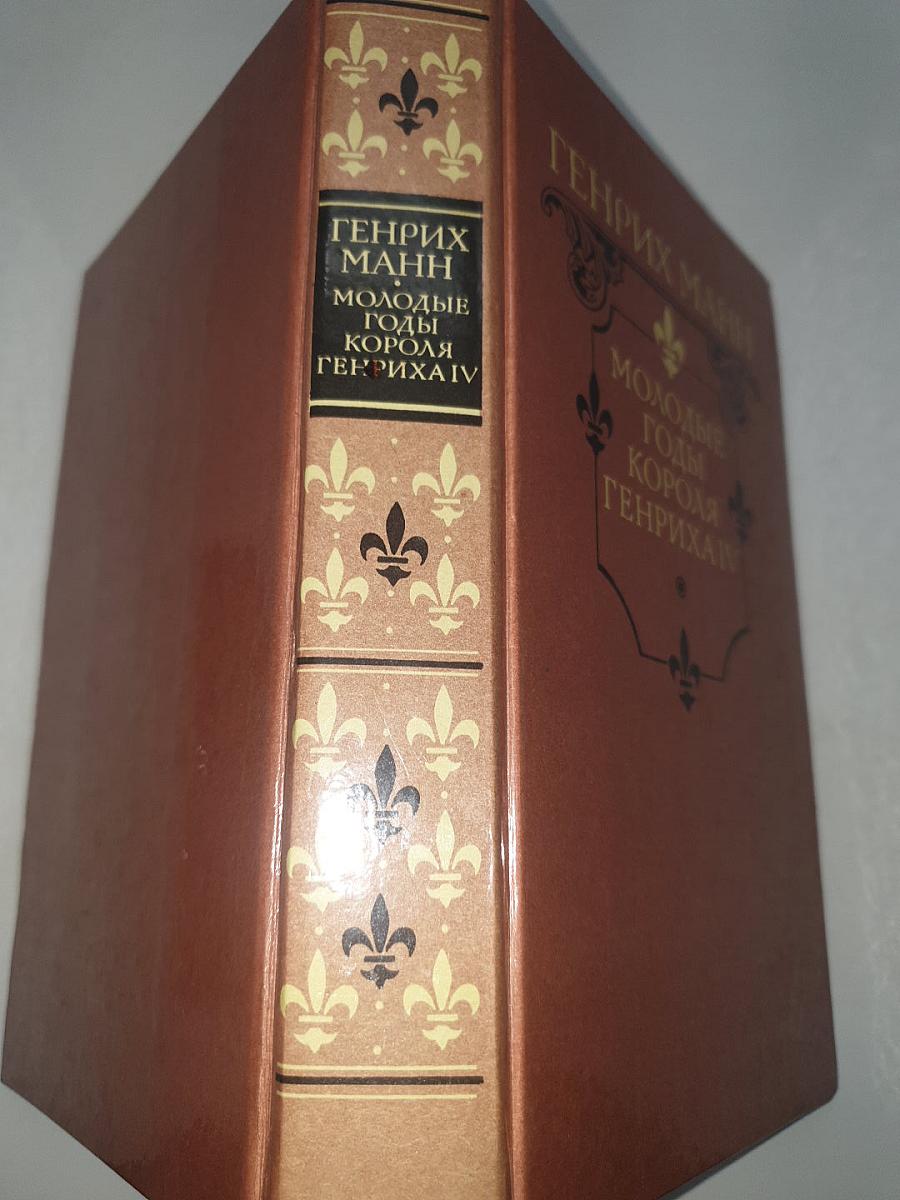 ГЕНРИХ
МАНН
МОЛОДЫЕ
ГОДЫ
КОРОЛЯ
ГЕНРИХА IV
ГЕНРИХ МАНН
МОЛОДЫЕ
ГОДЫ
КОРОЛЯ
ГЕНРИХА IV